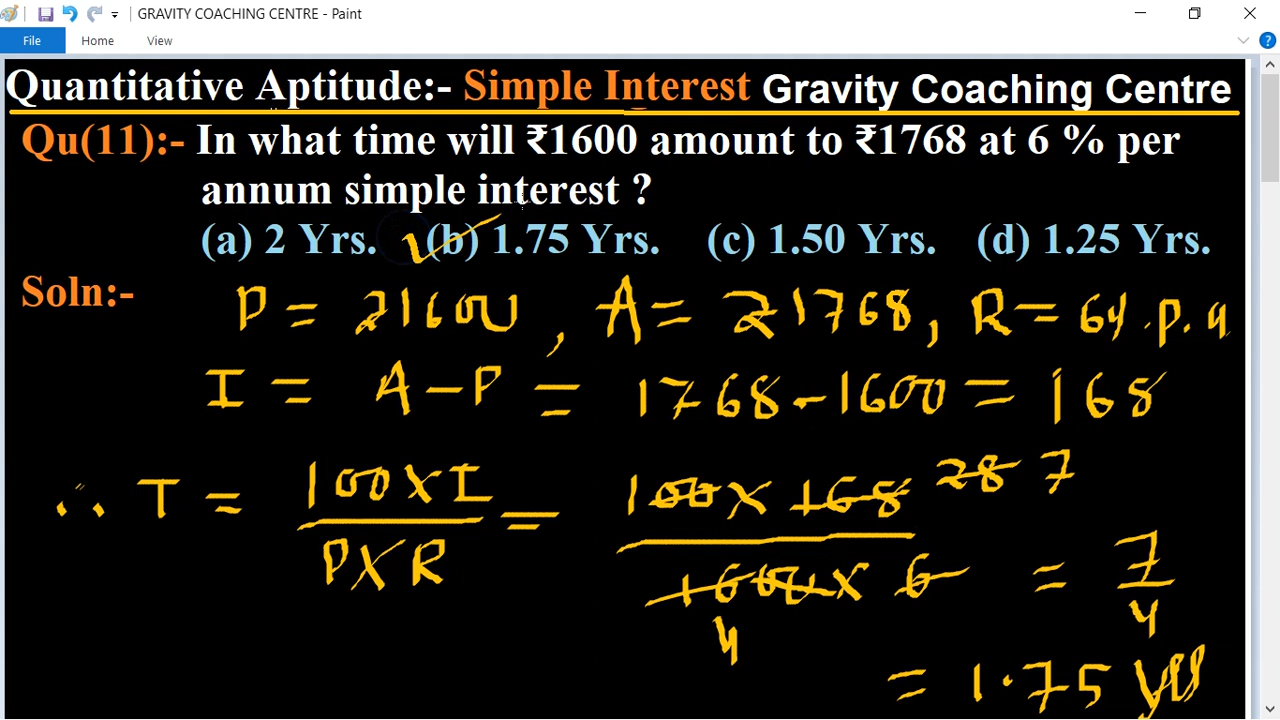 GRAVITY COACHING CENTRE - Paint
File Home View
Quantitative Aptitude:- Simple Interest Gravity Coaching Centre
Qu(11):- In what time will ₹1600 amount to ₹1768 at 6 % per
annum simple interest ?
(a) 2 Yrs. (b) 1.75 Yrs. (c) 1.50 Yrs. (d) 1.25 Yrs.
Soln:-
P = ₹1600 , A = ₹1768, R = 6%.p.a
I = A - P = 1768 - 1600 = 168
∴ T = 100 X I / P X R = 100 X 168 28 7 / 1600 X 6 4 = 7/4
= 1.75 yrs